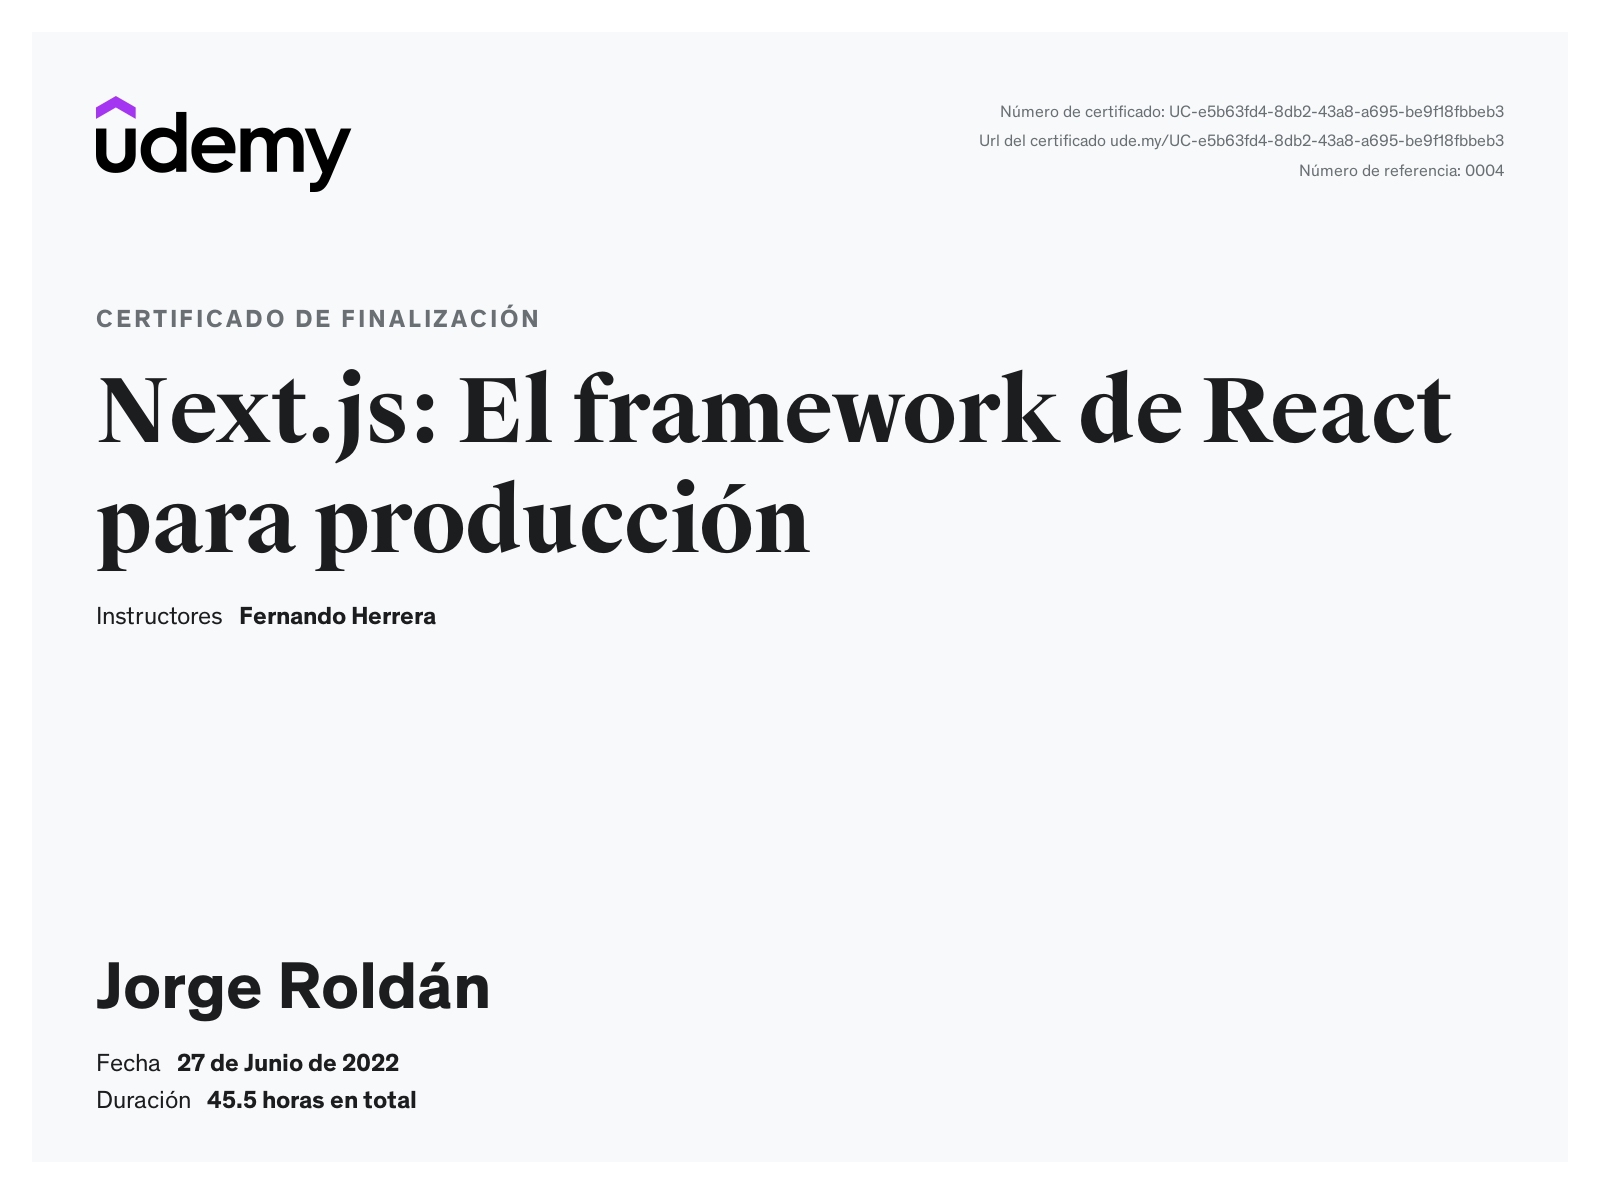 udemy
Número de certificado: UC-e5b63fd4-8db2-43a8-a695-be9f18fbbeb3
Url del certificado ude.my/UC-e5b63fd4-8db2-43a8-a695-be9f18fbbeb3
Número de referencia: 0004
CERTIFICADO DE FINALIZACIÓN
Next.js: El framework de React
para producción
Instructores Fernando Herrera
Jorge Roldán
Fecha 27 de Junio de 2022
Duración 45.5 horas en total